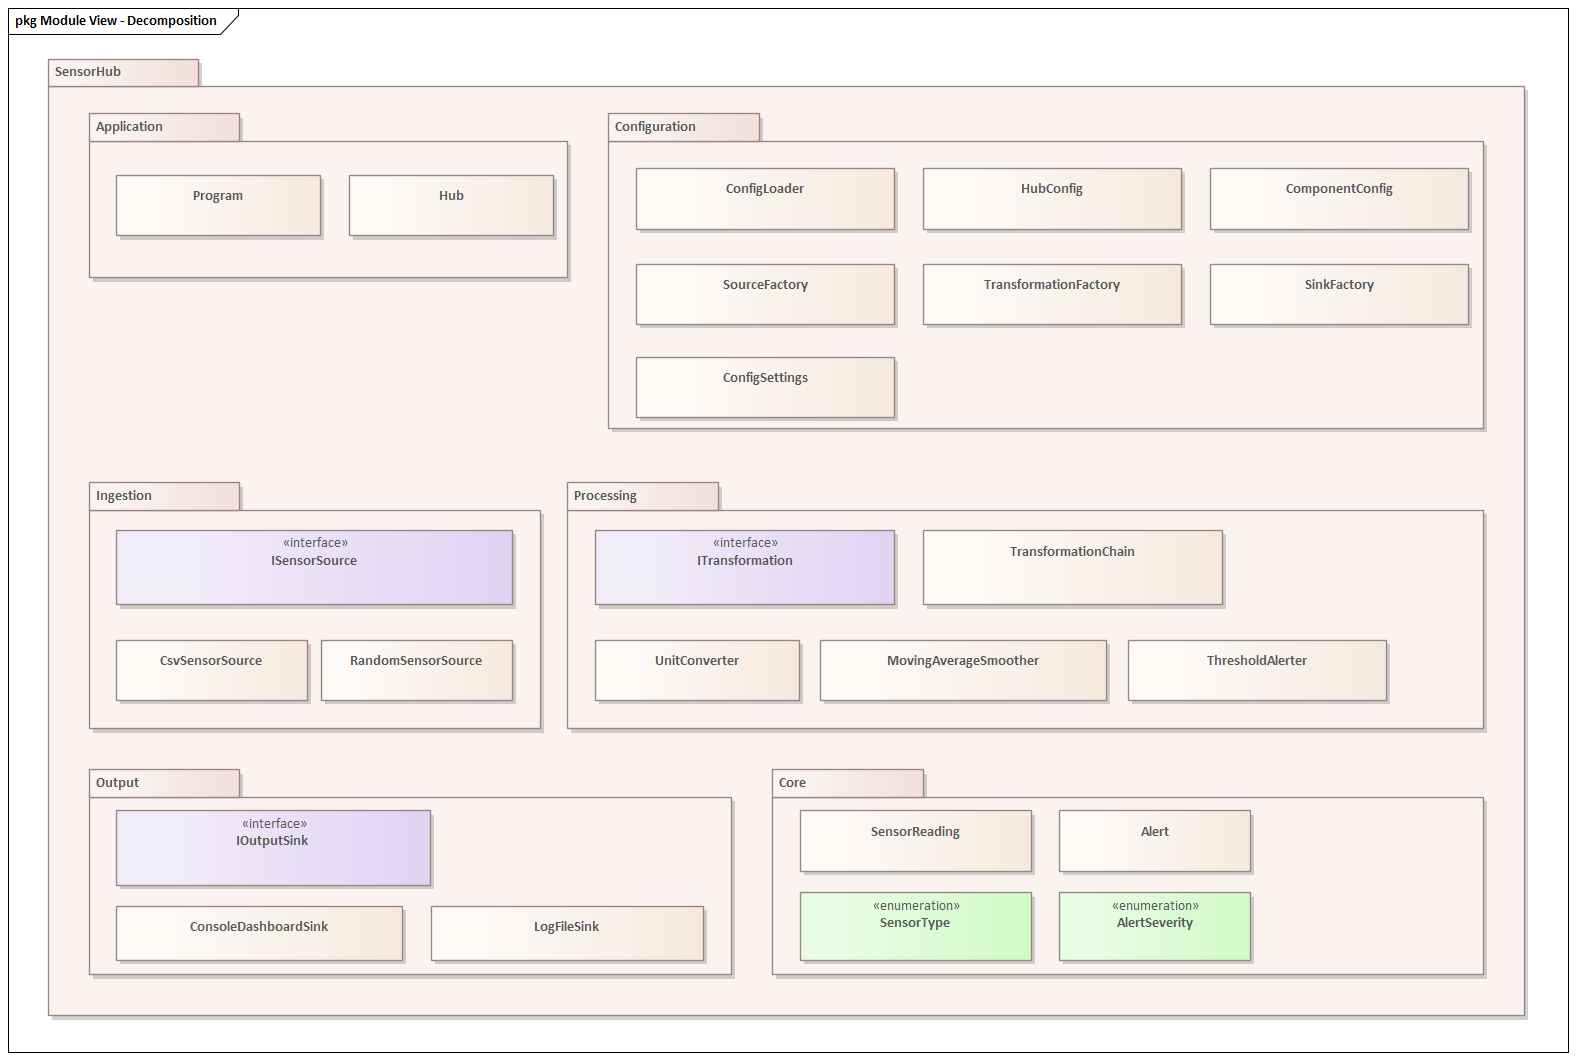 pkg Module View - Decomposition
SensorHub
Application
Program
Hub
Configuration
ConfigLoader
HubConfig
ComponentConfig
SourceFactory
TransformationFactory
SinkFactory
ConfigSettings
Ingestion
«interface»
ISensorSource
CsvSensorSource
RandomSensorSource
Processing
«interface»
ITransformation
TransformationChain
UnitConverter
MovingAverageSmoother
ThresholdAlerter
Output
«interface»
IOutputSink
ConsoleDashboardSink
LogFileSink
Core
SensorReading
Alert
«enumeration»
SensorType
«enumeration»
AlertSeverity